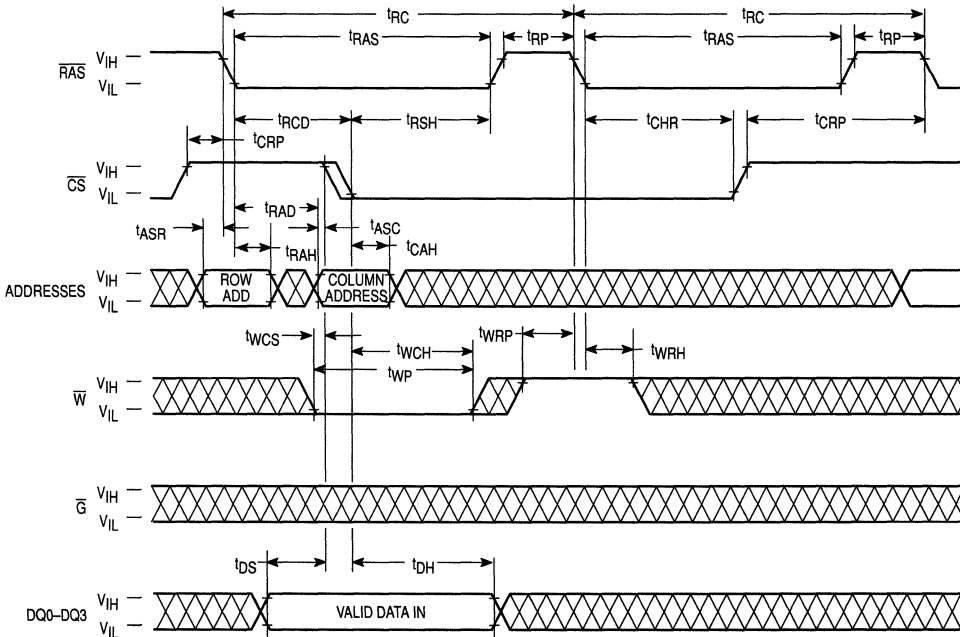 tRC tRC
tRAS tRP tRAS tRP
RAS VIH
VIL
tRCD tRSH tCHR tCRP
tCRP
CS VIH
VIL
tRAD
tASR tASC
tRAH tCAH
ADDRESSES VIH
VIL
ROW ADD
COLUMN ADDRESS
tWCS tWRP
tWCH tWRH
tWP
W VIH
VIL
G VIH
VIL
tDS tDH
DQ0–DQ3 VIH
VIL
VALID DATA IN